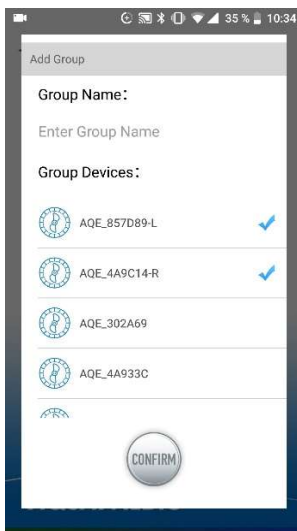 35 % 10:34
Add Group
Group Name:
Enter Group Name
Group Devices:
AQE_857D89-L
AQE_4A9C14-R
AQE_302A69
AQE_4A933C
CONFIRM